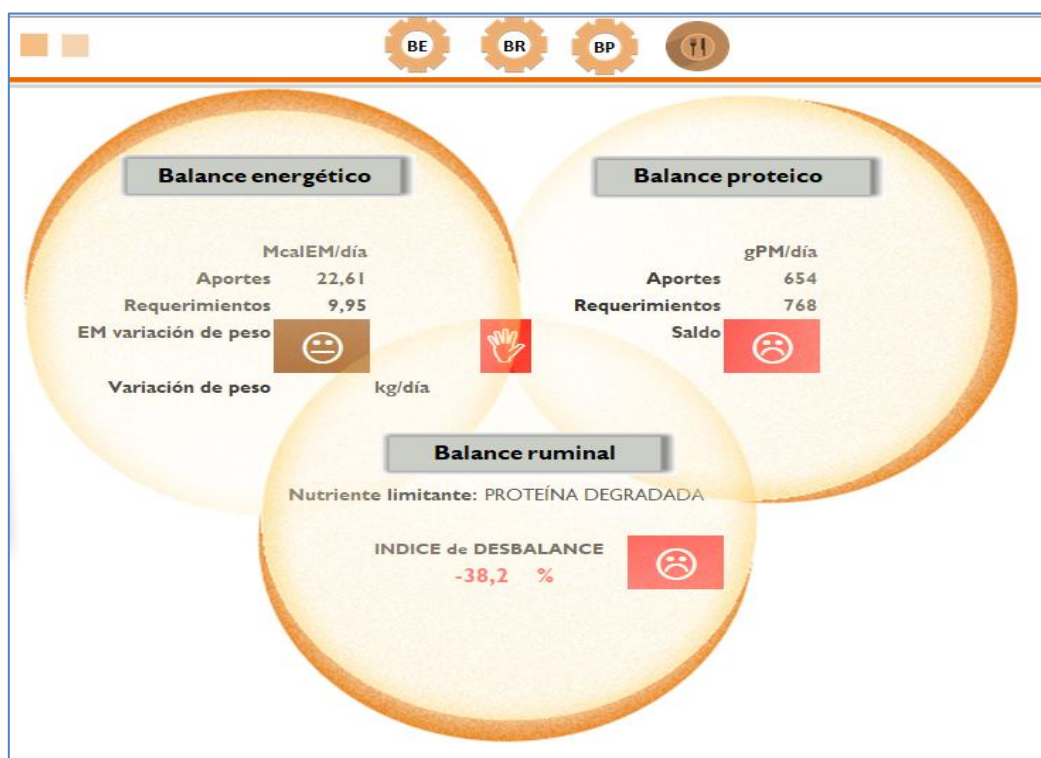 BE BR BP
Balance energético
McalEM/día
Aportes 22,61
Requerimientos 9,95
EM variación de peso
Variación de peso kg/día
Balance proteico
gPM/día
Aportes 654
Requerimientos 768
Saldo
Balance ruminal
Nutriente limitante: PROTEÍNA DEGRADADA
INDICE de DESBALANCE
-38,2 %